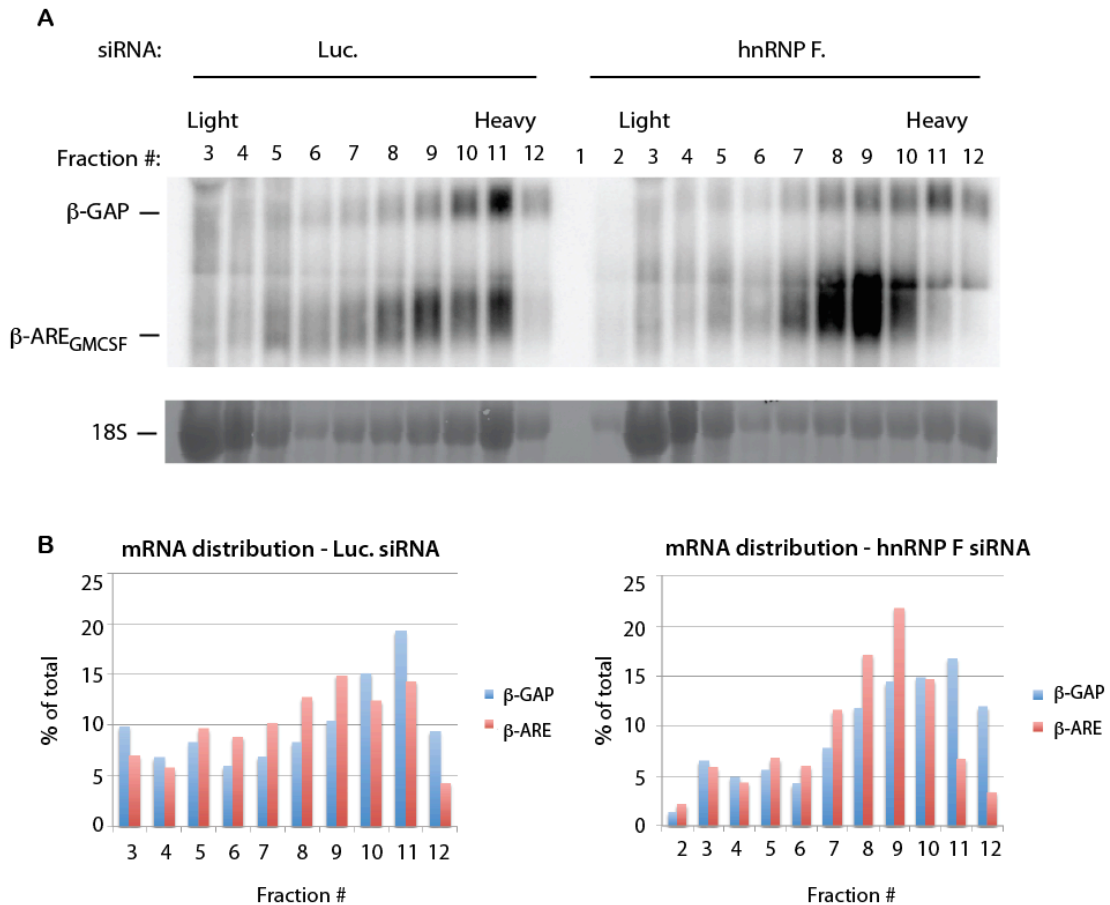 A
siRNA: Luc. hnRNP F.
Light Heavy Light Heavy
Fraction #: 3 4 5 6 7 8 9 10 11 12 1 2 3 4 5 6 7 8 9 10 11 12
β-GAP
β-ARE GMCSF
18S
B
mRNA distribution - Luc. siRNA
25
20
15
10
5
0
% of total
3 4 5 6 7 8 9 10 11 12
Fraction #
β-GAP
β-ARE
mRNA distribution - hnRNP F siRNA
25
20
15
10
5
0
% of total
2 3 4 5 6 7 8 9 10 11 12
Fraction #
β-GAP
β-ARE